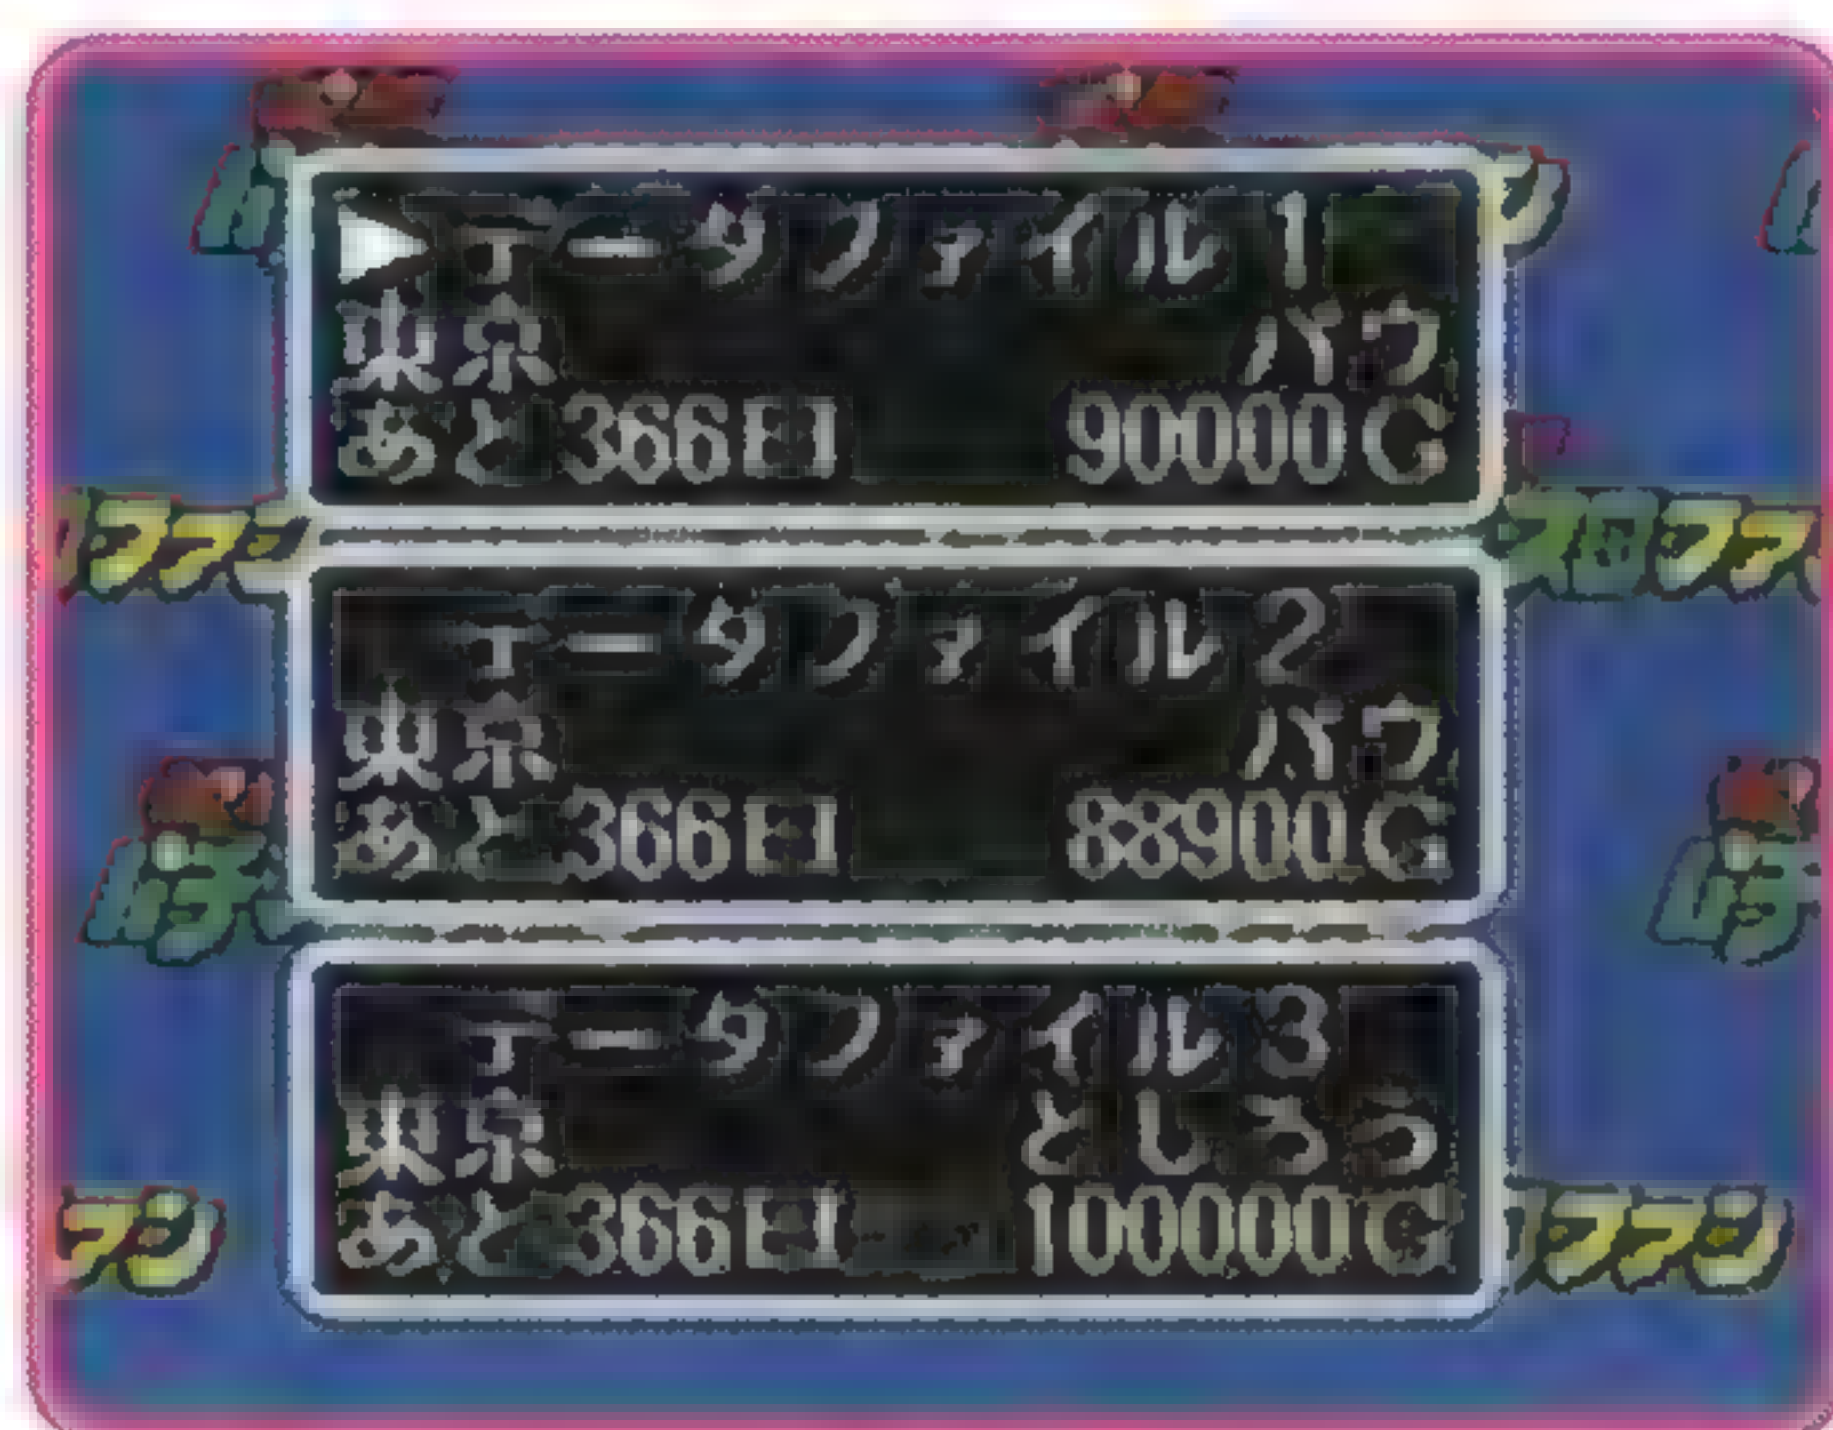 ▶データファイル1
東京 バウ
あと366日 90000G
データファイル2
東京 バウ
あと366日 88900G
データファイル3
東京 としろう
あと366日 100000G